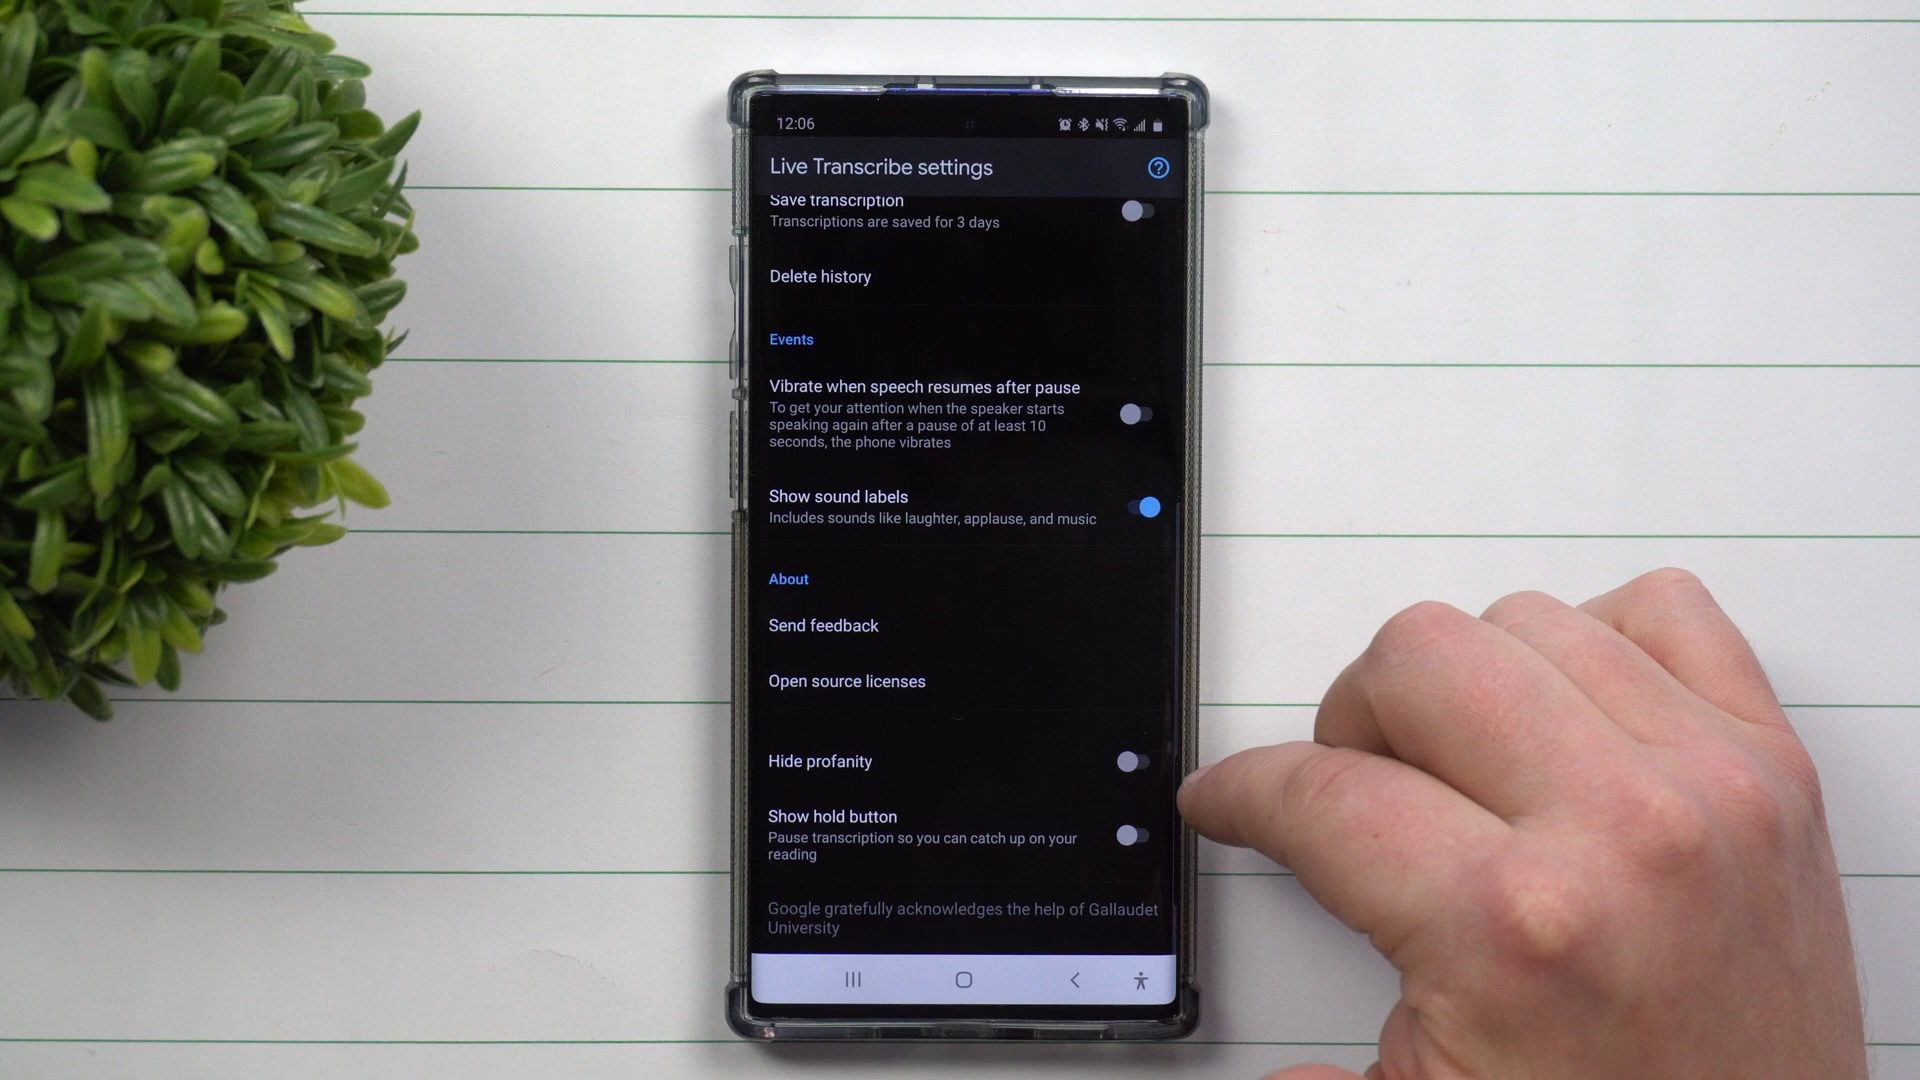 12:06
Live Transcribe settings
Save transcription
Transcriptions are saved for 3 days
Delete history
Events
Vibrate when speech resumes after pause
To get your attention when the speaker starts
speaking again after a pause of at least 10
seconds, the phone vibrates
Show sound labels
Includes sounds like laughter, applause, and music
About
Send feedback
Open source licenses
Hide profanity
Show hold button
Pause transcription so you can catch up on your
reading
Google gratefully acknowledges the help of Gallaudet
University